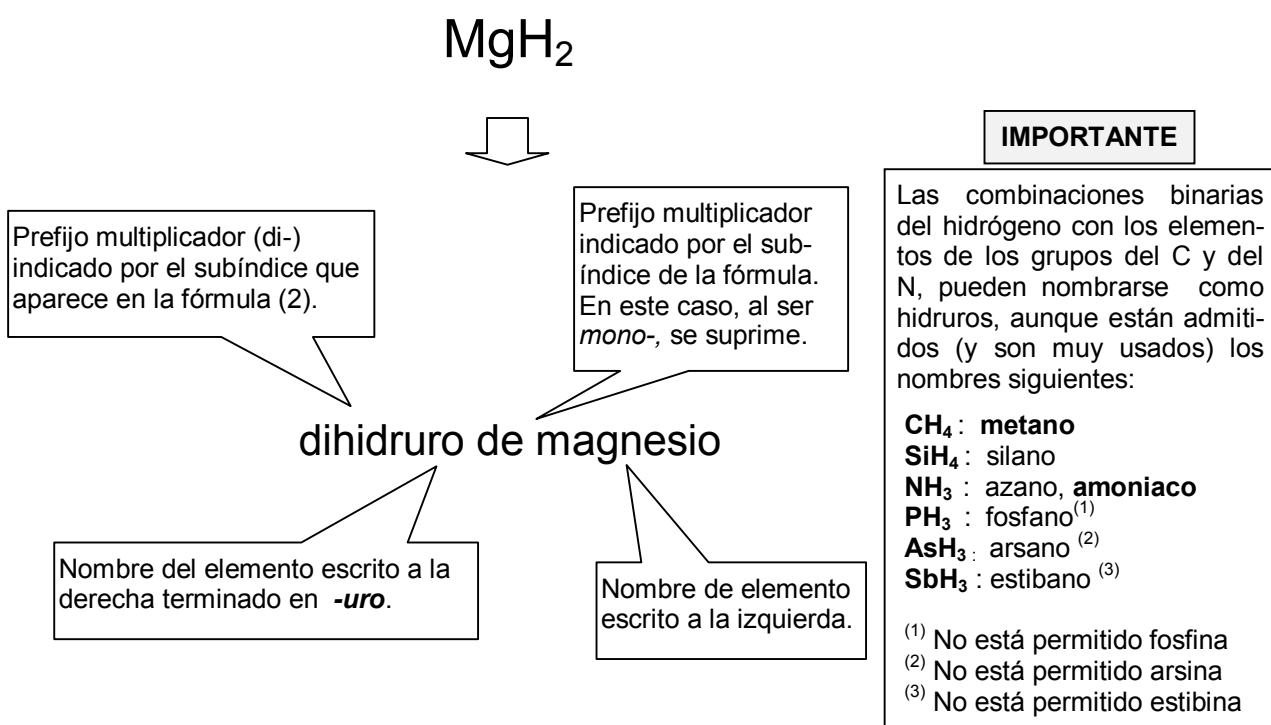 MgH₂
Prefijo multiplicador (di-)
indicado por el subíndice que
aparece en la fórmula (2).
Prefijo multiplicador
indicado por el sub-
índice de la fórmula.
En este caso, al ser
mono-, se suprime.
dihidruro de magnesio
Nombre del elemento escrito a la
derecha terminado en -uro.
Nombre de elemento
escrito a la izquierda.
IMPORTANTE
Las combinaciones binarias
del hidrógeno con los elemen-
tos de los grupos del C y del
N, pueden nombrarse como
hidruros, aunque están admiti-
dos (y son muy usados) los
nombres siguientes:
CH₄ : metano
SiH₄ : silano
NH₃ : azano, amoniaco
PH₃ : fosfano⁽¹⁾
AsH₃ : arsano ⁽²⁾
SbH₃ : estibano ⁽³⁾
⁽¹⁾ No está permitido fosfina
⁽²⁾ No está permitido arsina
⁽³⁾ No está permitido estibina